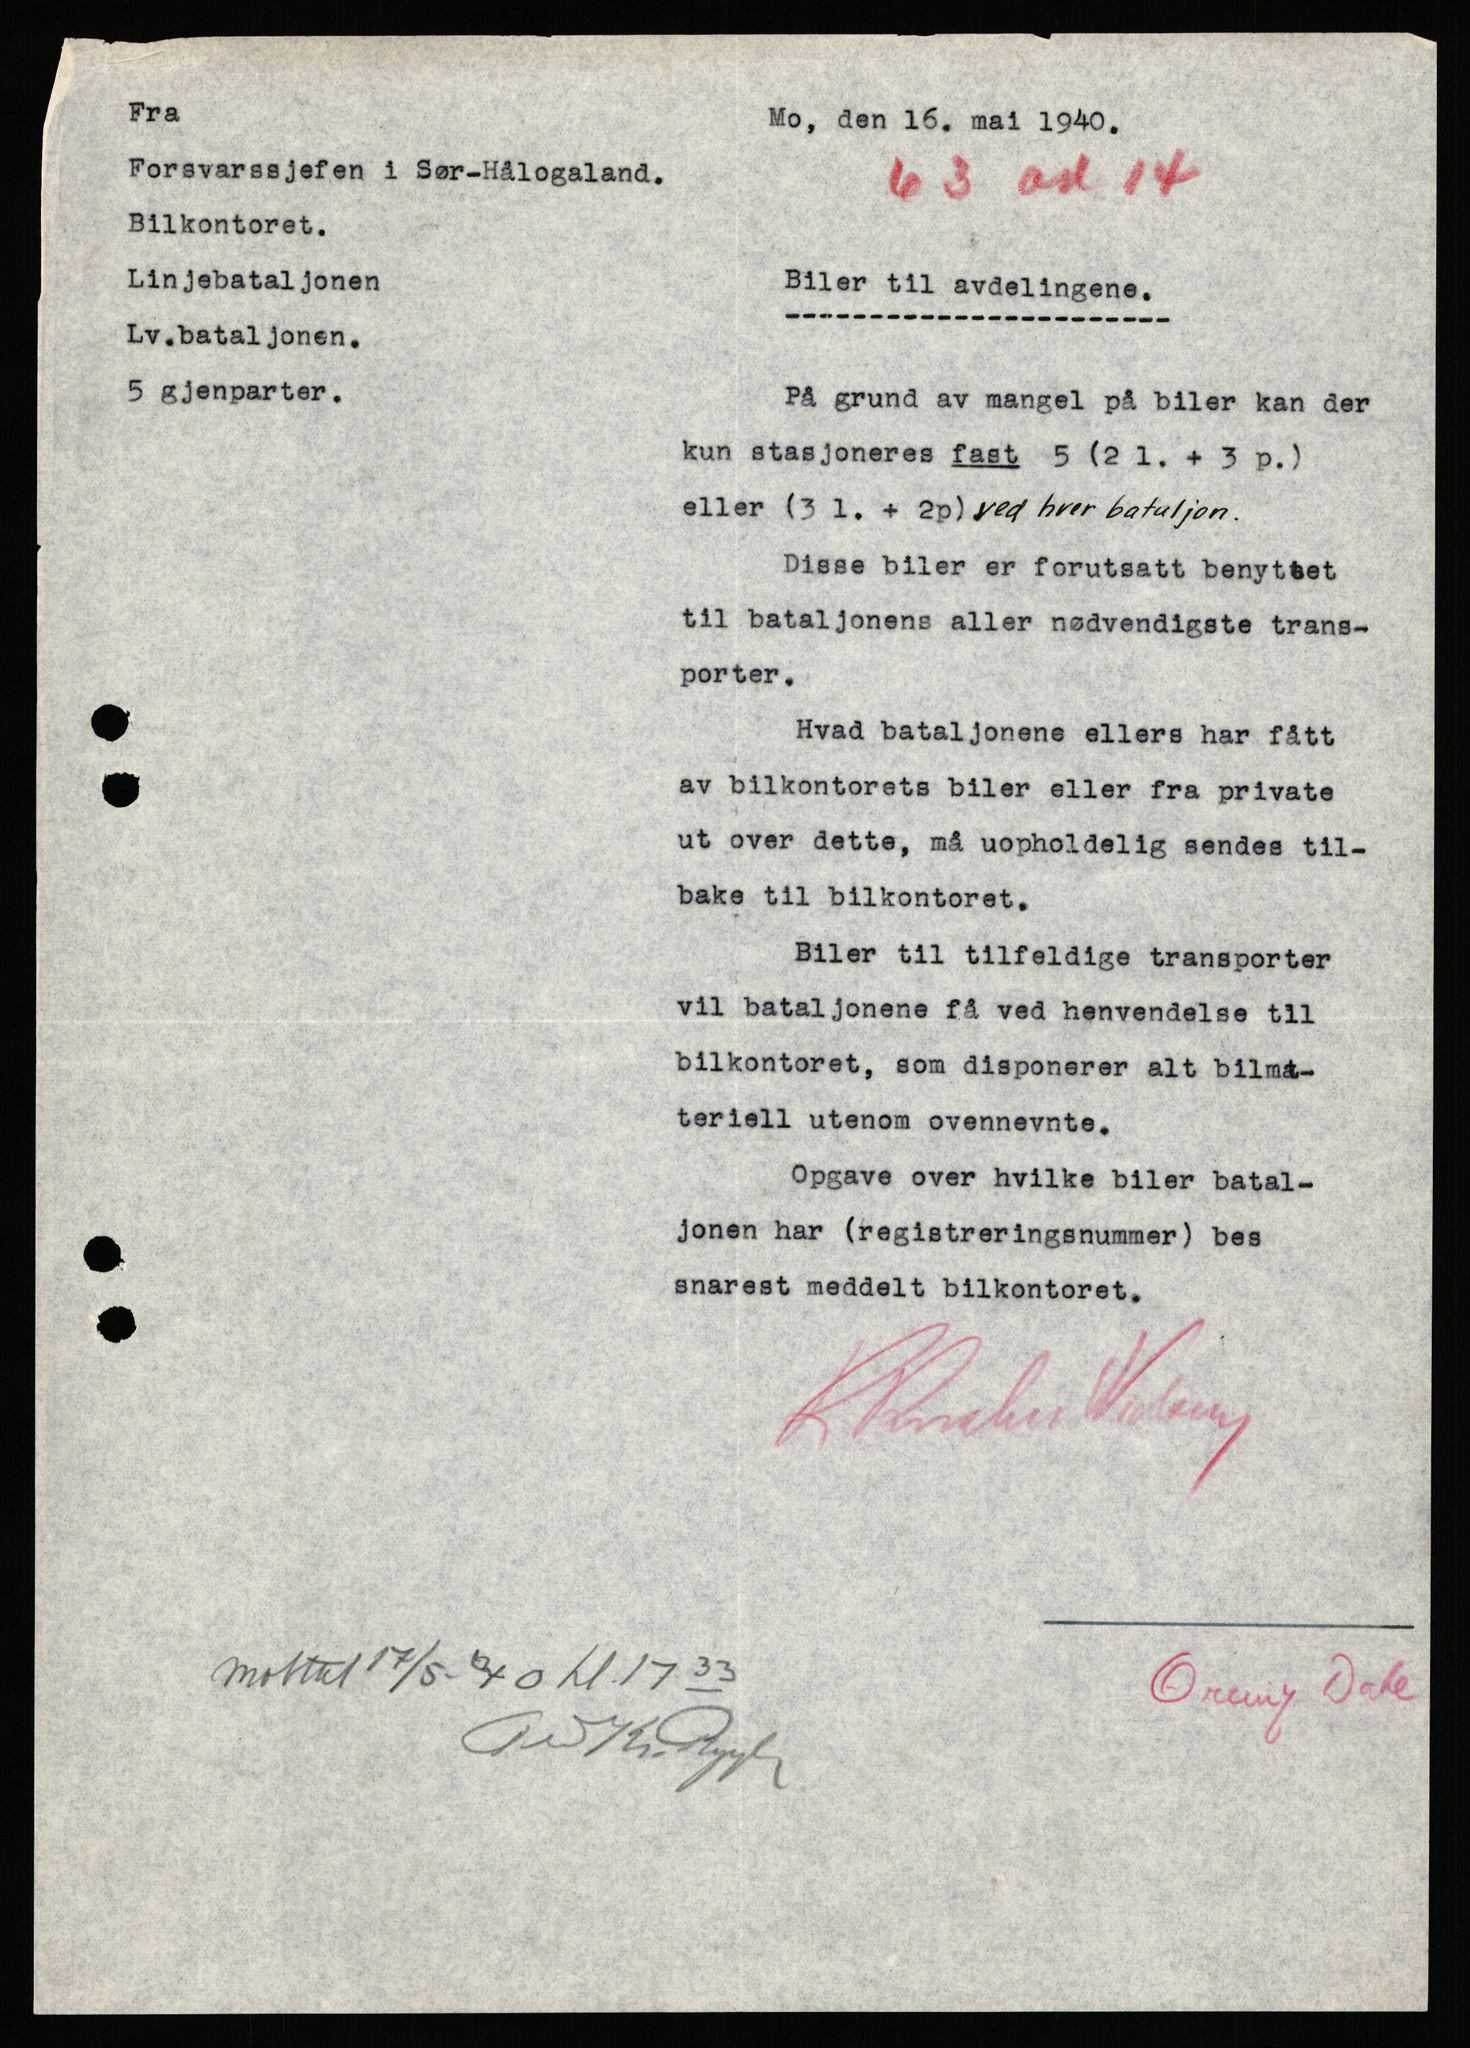 Fra
Forsvarssjefen i Sør-Hålogaland.
Bilkontoret.
Linjebataljonen
Lv.bataljonen.
5 gjenparter.
Mo, den 16. mai 1940.
63 ad 14
Biler til avdelingene.
På grund av mangel på biler kan der
kun stasjoneres fast 5 (2 l. + 3 p.)
eller (3 l. + 2p) ved hver bataljon.
Disse biler er forutsatt benyttet
til bataljonens aller nødvendigste trans-
porter.
Hvad bataljonene ellers har fått
av bilkontorets biler eller fra private
ut over dette, må uopholdelig sendes til-
bake til bilkontoret.
Biler til tilfeldige transporter
vil bataljonene få ved henvendelse til
bilkontoret, som disponerer alt bilma-
teriell utenom ovennevnte.
Opgave over hvilke biler batal-
jonen har (registreringsnummer) bes
snarest meddelt bilkontoret.
K.
Mottat 17/5-40 kl. 17 33